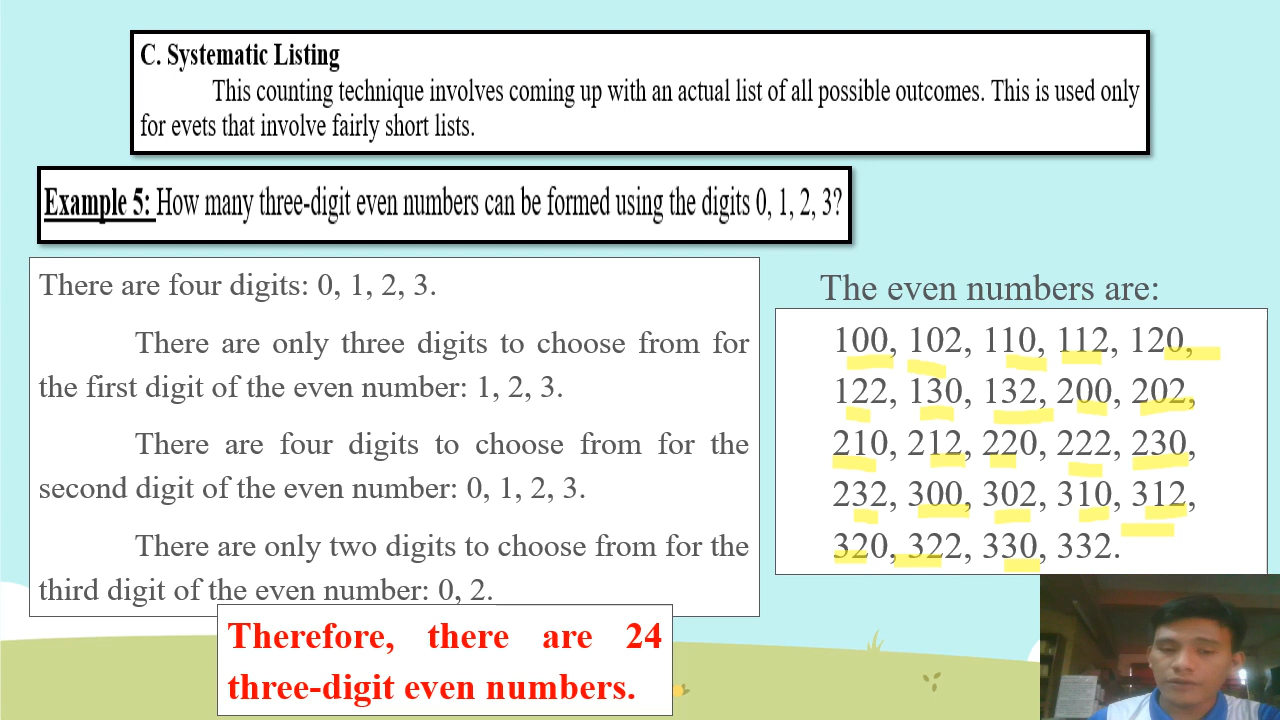 C. Systematic Listing
This counting technique involves coming up with an actual list of all possible outcomes. This is used only
for evets that involve fairly short lists.
Example 5: How many three-digit even numbers can be formed using the digits 0, 1, 2, 3?
There are four digits: 0, 1, 2, 3.
There are only three digits to choose from for
the first digit of the even number: 1, 2, 3.
There are four digits to choose from for the
second digit of the even number: 0, 1, 2, 3.
There are only two digits to choose from for the
third digit of the even number: 0, 2.
Therefore, there are 24
three-digit even numbers.
The even numbers are:
100, 102, 110, 112, 120,
122, 130, 132, 200, 202,
210, 212, 220, 222, 230,
232, 300, 302, 310, 312,
320, 322, 330, 332.